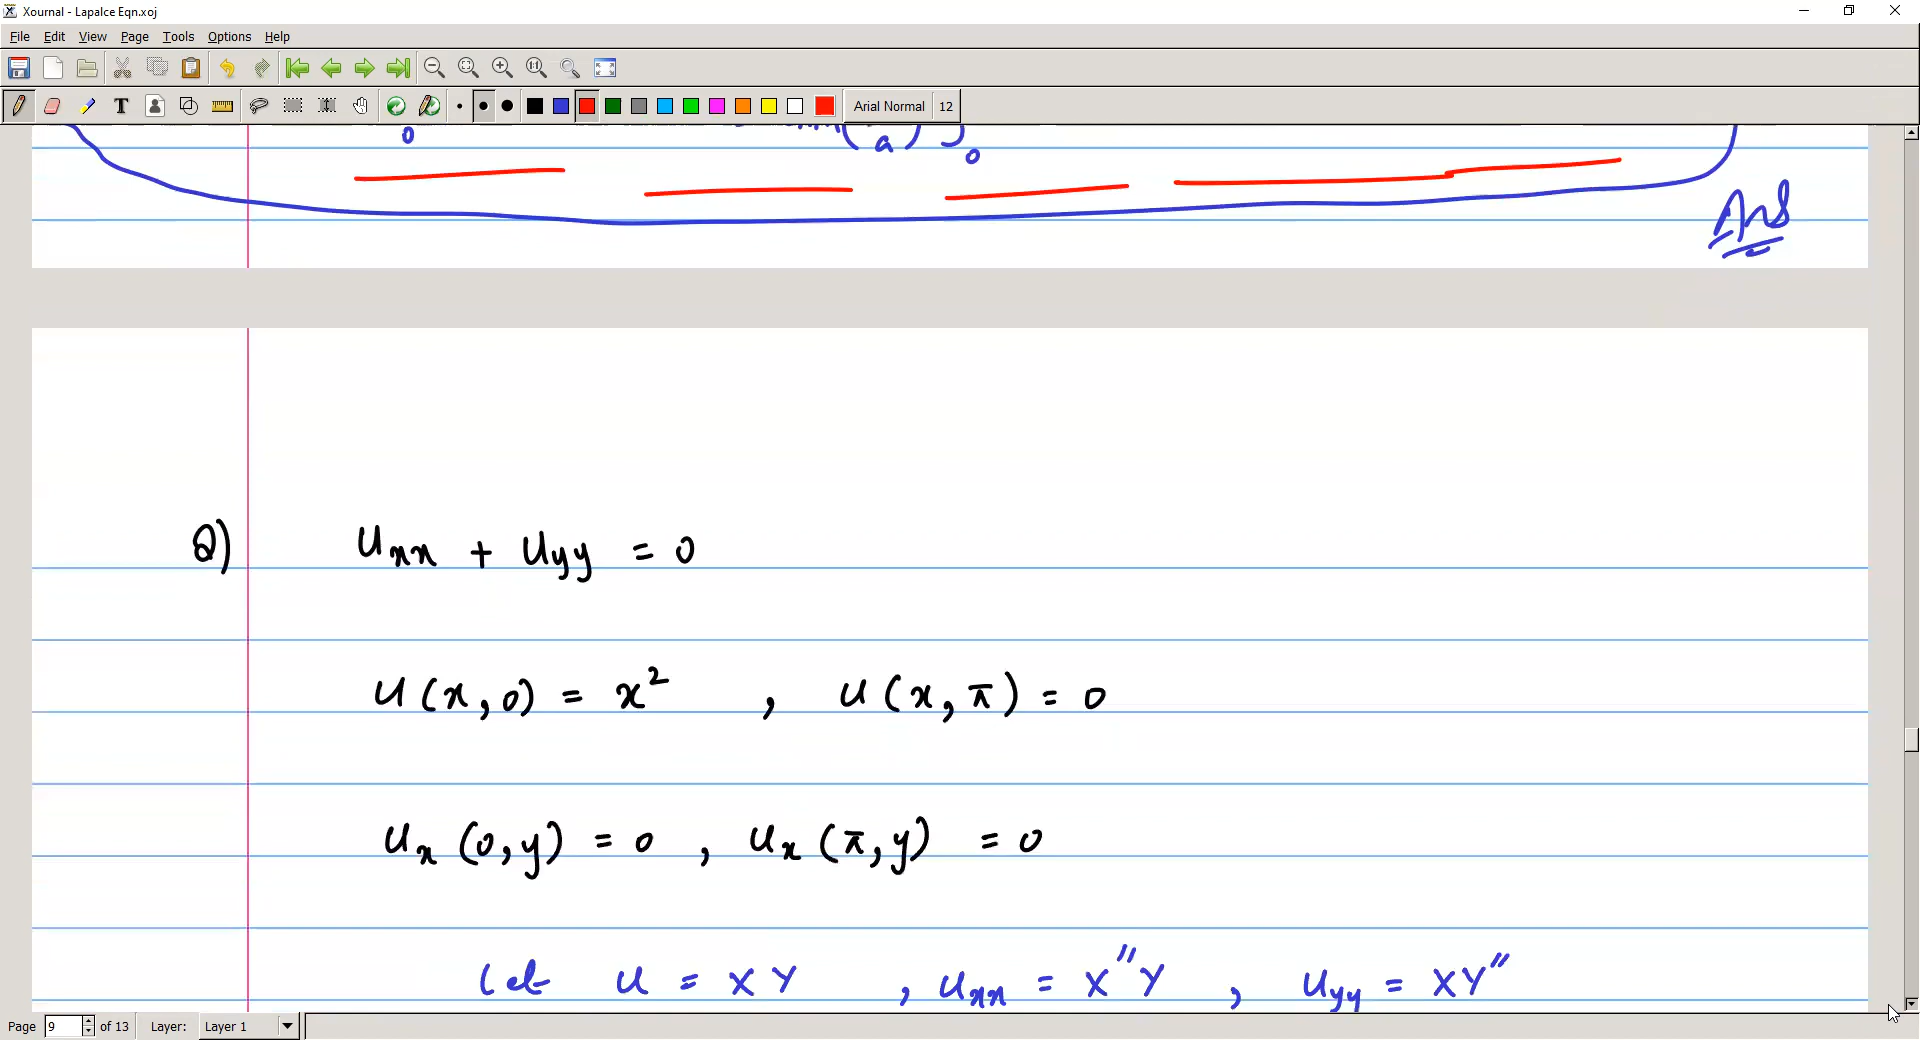 Xournal - Lapalce Eqn.xoj
File Edit View Page Tools Options Help
T Arial Normal 12
0 a 0
Ans
Q) Uxx + Uyy = 0
U(x,0) = x² , U(x,π) = 0
Ux(0,y) = 0 , Ux(π,y) = 0
Let U = XY , Uxx = X″Y , Uyy = XY″
Page 9 of 13 Layer: Layer 1